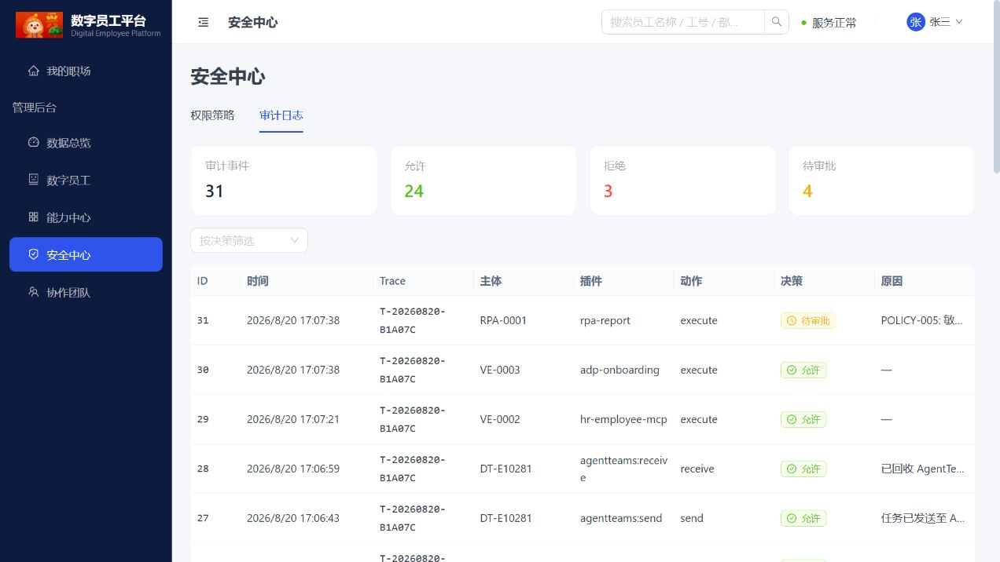 数字员工平台
Digital Employee Platform
安全中心
搜索员工名称 / 工号 / 部...
服务正常
张 张三
我的职场
管理后台
数据总览
数字员工
能力中心
安全中心
协作团队
安全中心
权限策略 审计日志
审计事件 允许 拒绝 待审批
31 24 3 4
按决策筛选
ID 时间 Trace 主体 插件 动作 决策 原因
31 2026/8/20 17:07:38 T-20260820-B1A07C RPA-0001 rpa-report execute 待审批 POLICY-005: 敏...
30 2026/8/20 17:07:38 T-20260820-B1A07C VE-0003 adp-onboarding execute 允许 —
29 2026/8/20 17:07:21 T-20260820-B1A07C VE-0002 hr-employee-mcp execute 允许 —
28 2026/8/20 17:06:59 T-20260820-B1A07C DT-E10281 agentteams:receive receive 允许 已回收 AgentTe...
27 2026/8/20 17:06:43 T-20260820-B1A07C DT-E10281 agentteams:send send 允许 任务已发送至 A...
T-20260820-